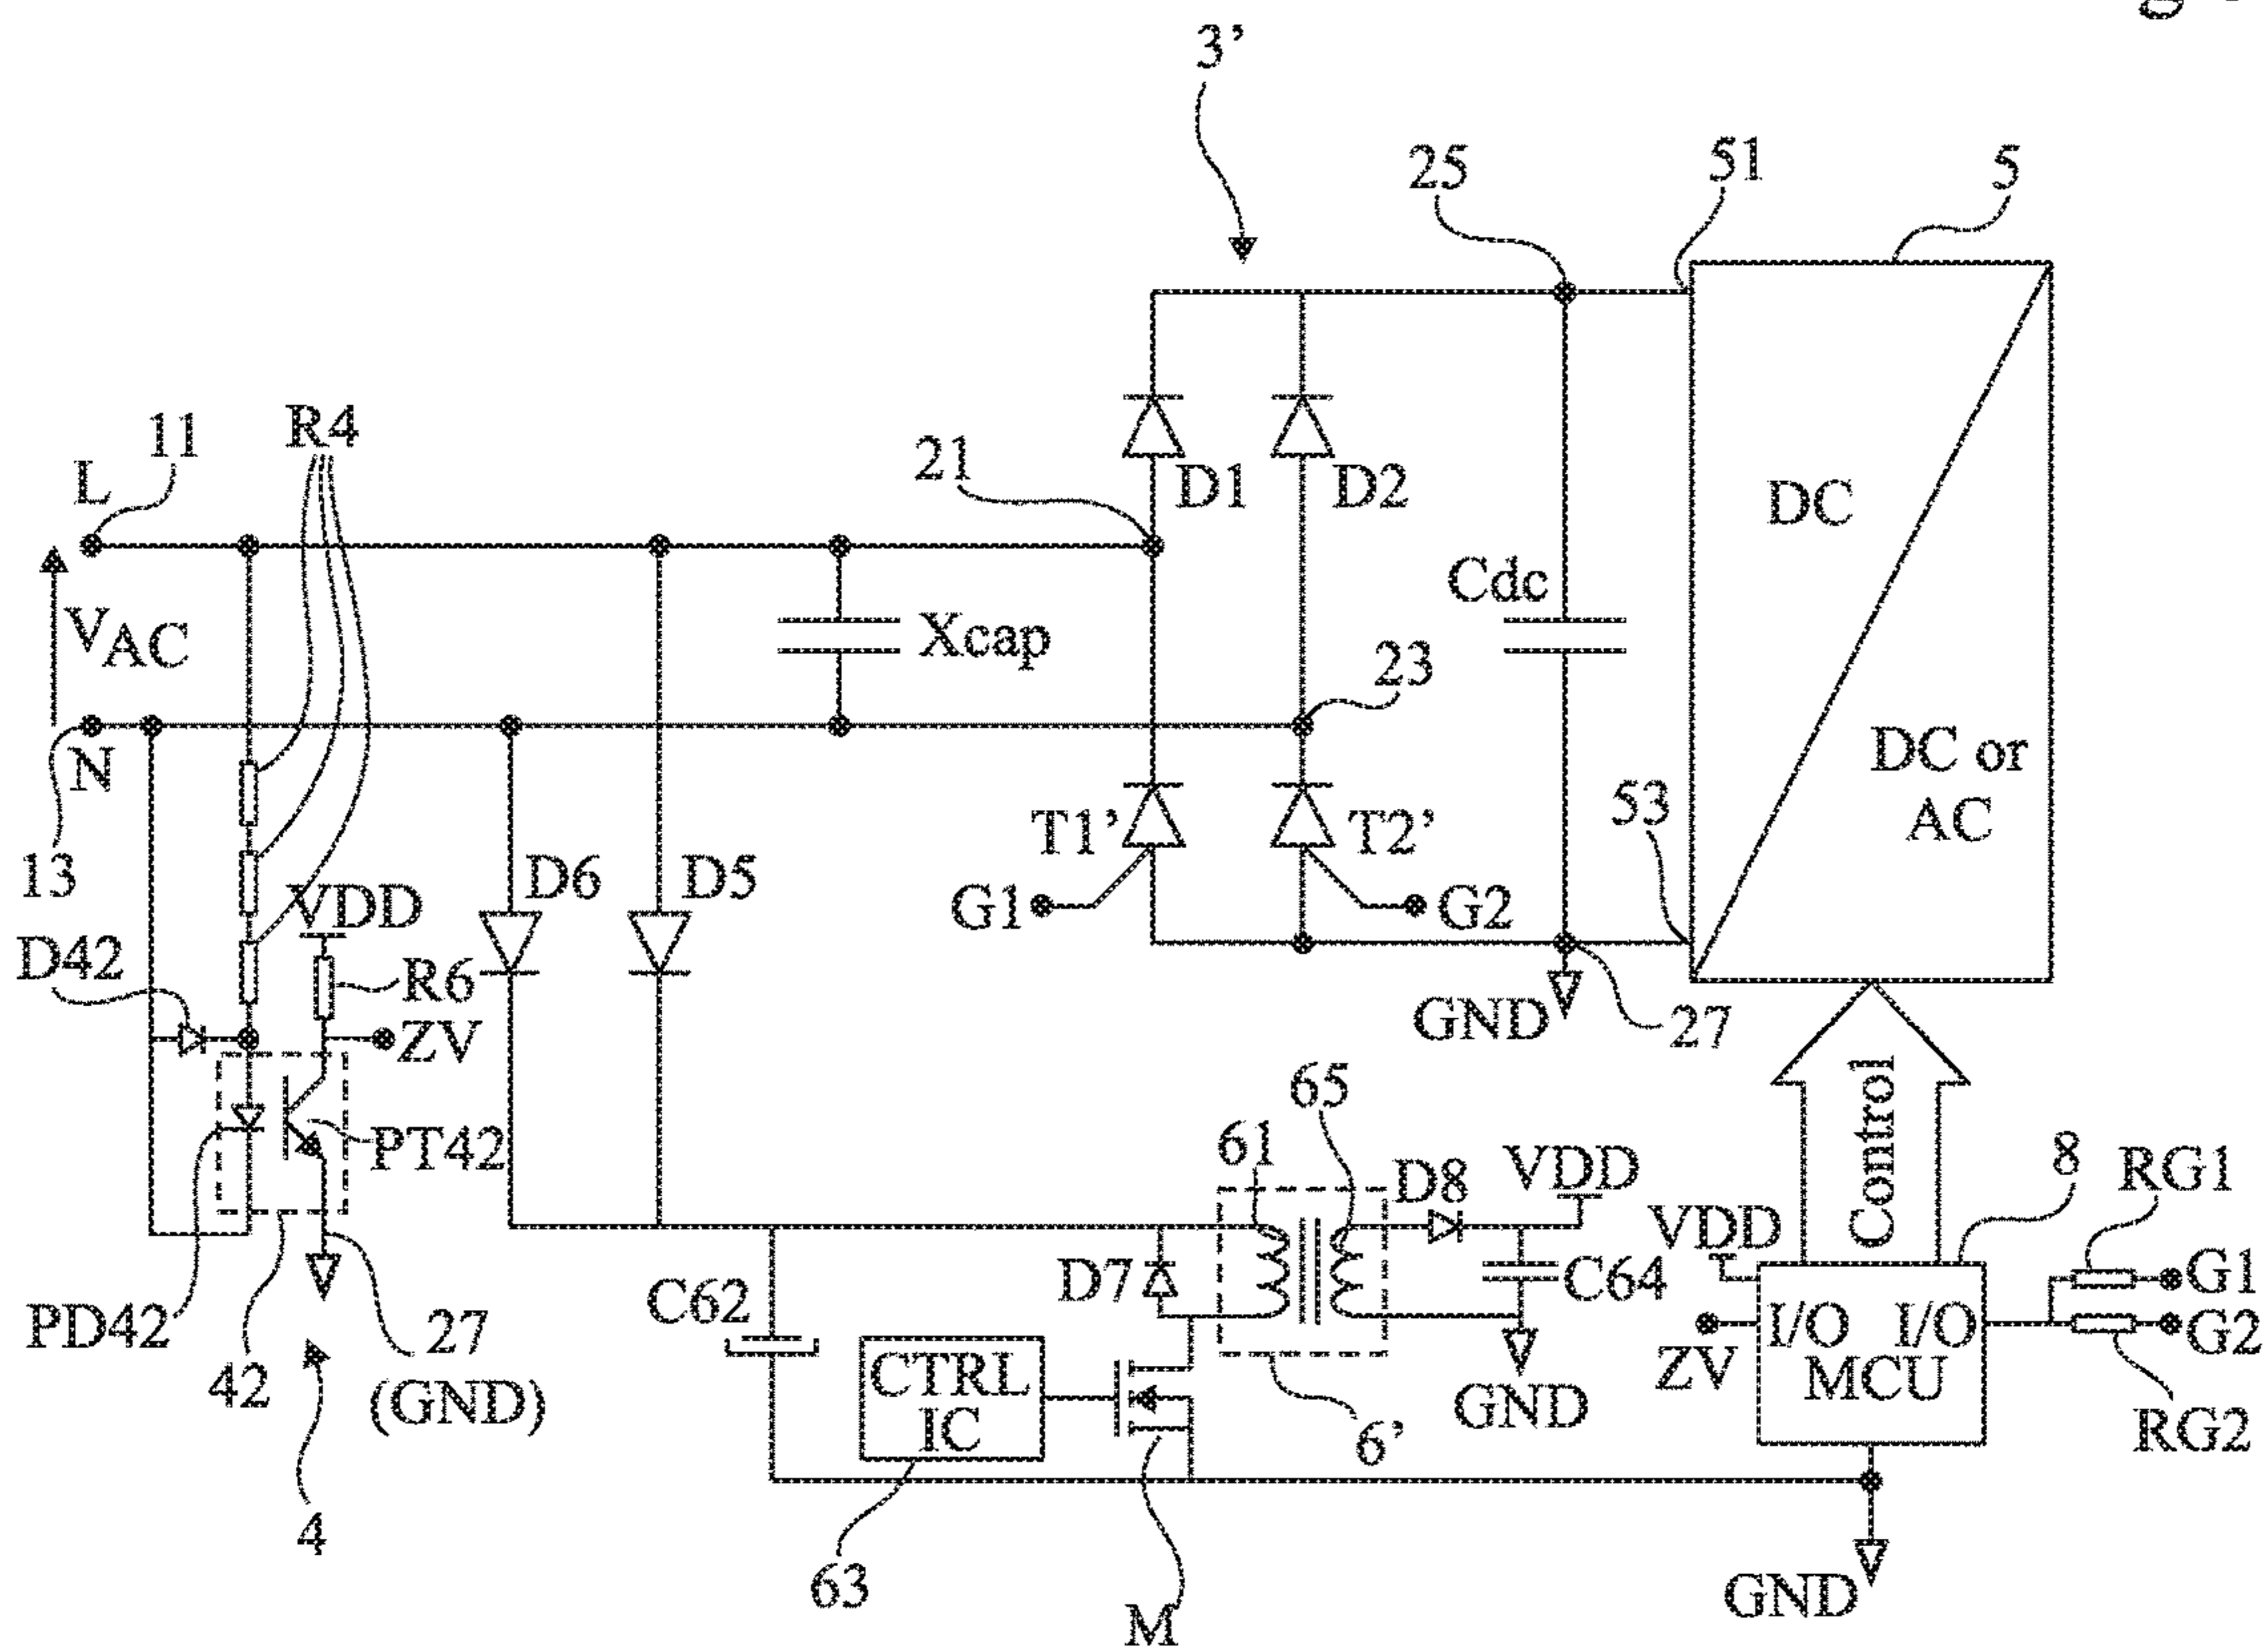 3’
25
51
5
R4
11
21
L
D1
D2
DC
Cdc
VAC
Xcap
23
N
DC or
AC
13
T1’
T2’
53
D6
D5
VDD
G1
G2
D42
R6
ZV
GND
27
65
Control
PT42
61
8
RG1
D8
VDD
VDD
D7
C64
G1
C62
PD42
27
I/O
I/O
G2
42
(GND)
CTRL
IC
GND
ZV
MCU
6’
RG2
4
63
M
GND